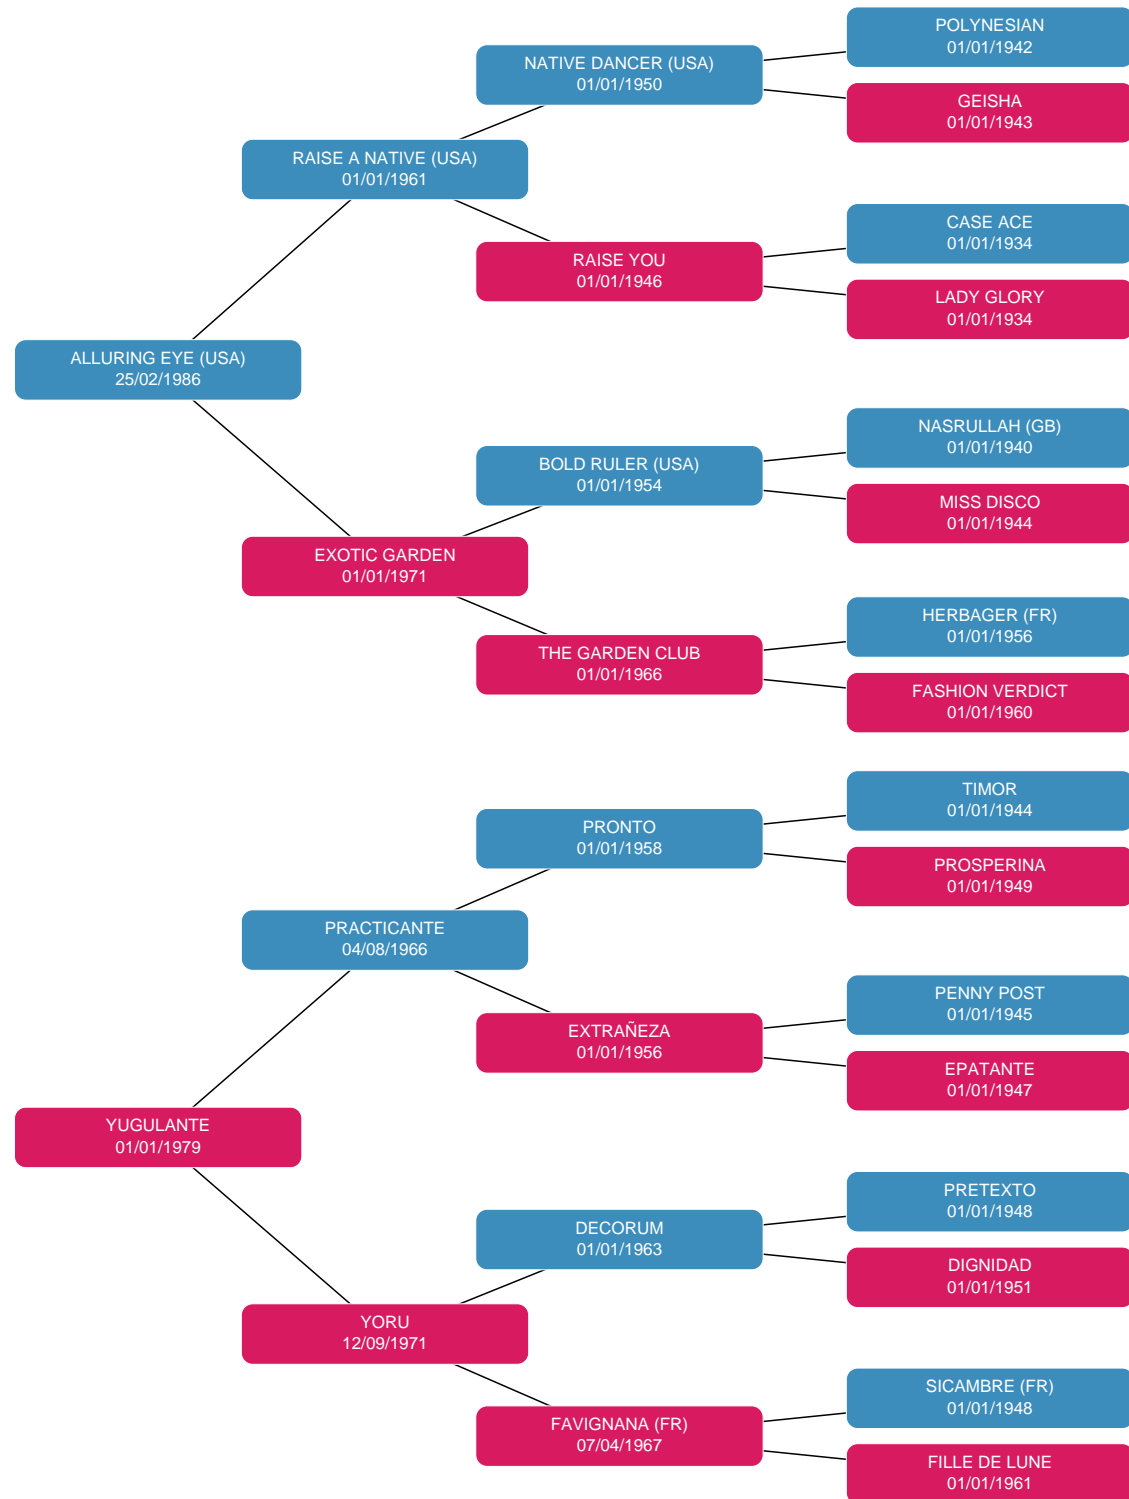 POLYNESIAN
01/01/1942
NATIVE DANCER (USA)
01/01/1950
GEISHA
01/01/1943
RAISE A NATIVE (USA)
01/01/1961
CASE ACE
01/01/1934
RAISE YOU
01/01/1946
LADY GLORY
01/01/1934
ALLURING EYE (USA)
25/02/1986
NASRULLAH (GB)
01/01/1940
BOLD RULER (USA)
01/01/1954
MISS DISCO
01/01/1944
EXOTIC GARDEN
01/01/1971
HERBAGER (FR)
01/01/1956
THE GARDEN CLUB
01/01/1966
FASHION VERDICT
01/01/1960
TIMOR
01/01/1944
PRONTO
01/01/1958
PROSPERINA
01/01/1949
PRACTICANTE
04/08/1966
PENNY POST
01/01/1945
EXTRAÑEZA
01/01/1956
EPATANTE
01/01/1947
YUGULANTE
01/01/1979
PRETEXTO
01/01/1948
DECORUM
01/01/1963
DIGNIDAD
01/01/1951
YORU
12/09/1971
SICAMBRE (FR)
01/01/1948
FAVIGNANA (FR)
07/04/1967
FILLE DE LUNE
01/01/1961